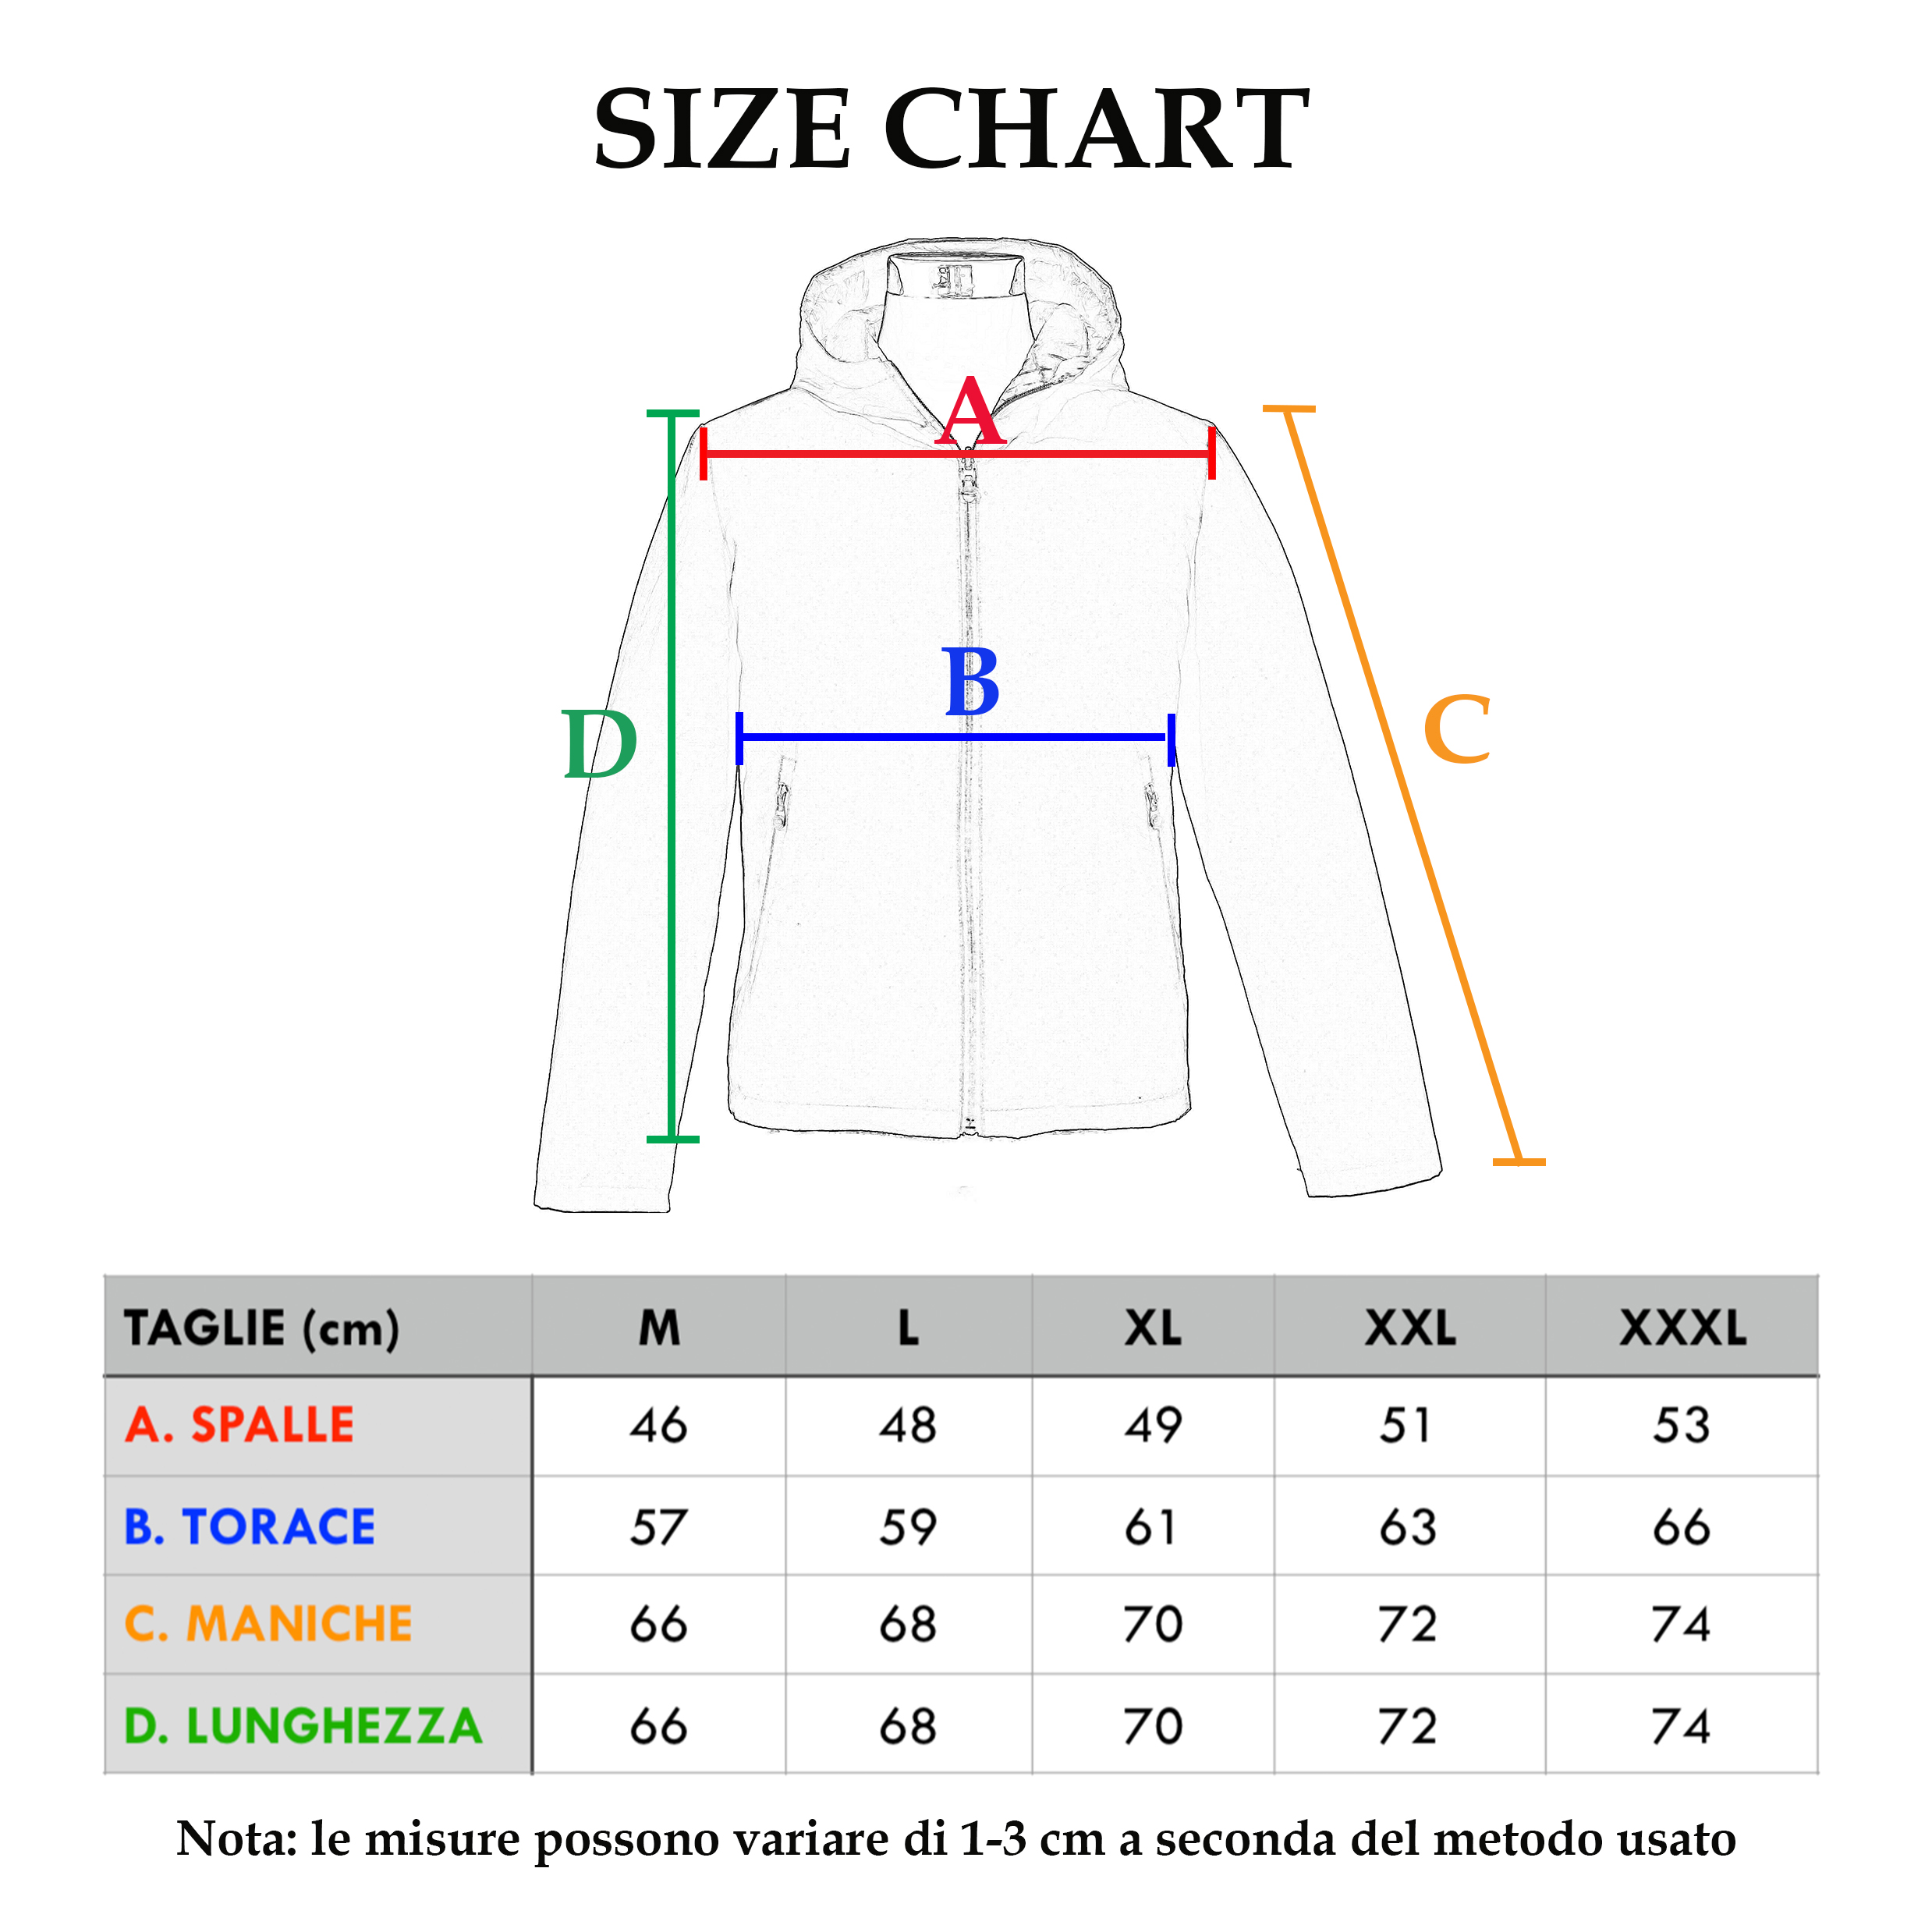 SIZE CHART
A
B
C
D
TAGLIE (cm) M L XL XXL XXXL
A. SPALLE 46 48 49 51 53
B. TORACE 57 59 61 63 66
C. MANICHE 66 68 70 72 74
D. LUNGHEZZA 66 68 70 72 74
Nota: le misure possono variare di 1-3 cm a seconda del metodo usato